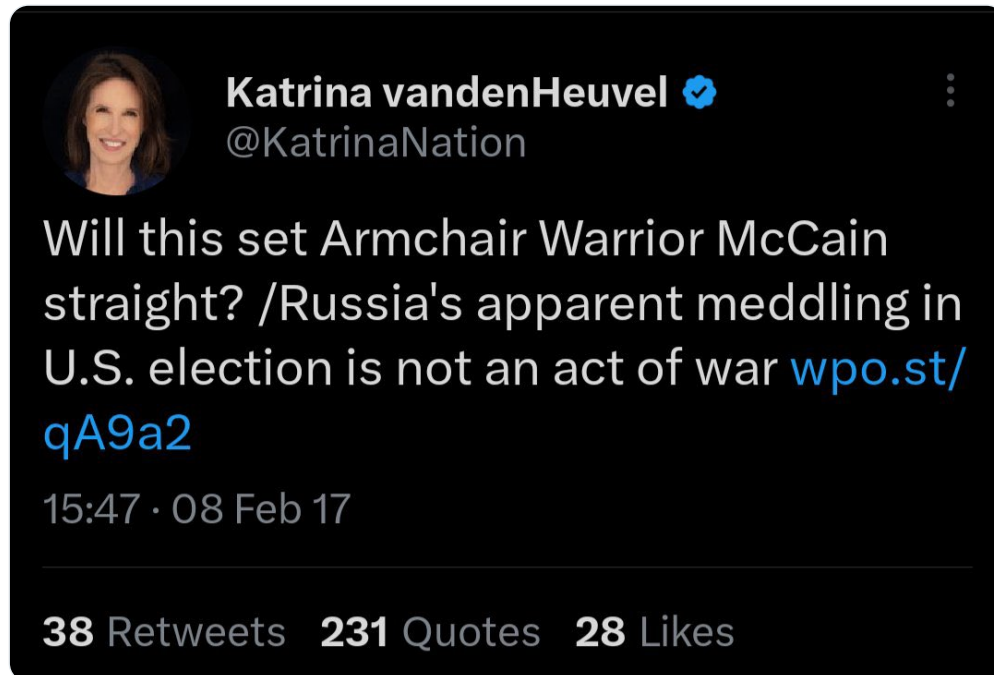 Katrina vandenHeuvel
@KatrinaNation
Will this set Armchair Warrior McCain
straight? /Russia's apparent meddling in
U.S. election is not an act of war wpo.st/
qA9a2
15:47 · 08 Feb 17
38 Retweets 231 Quotes 28 Likes